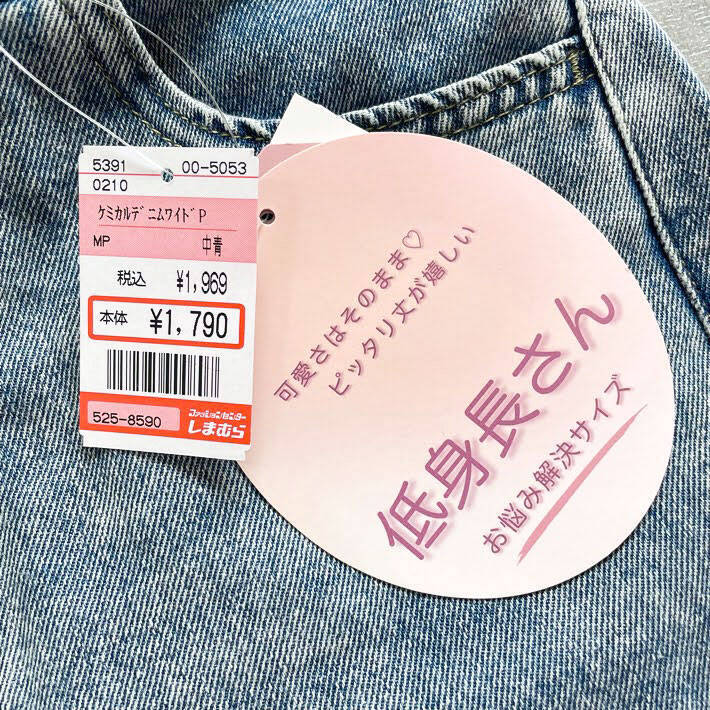 5391 00-5053
0210
ケミカルデニムワイドP
MP 中青
税込 ¥1,969
本体 ¥1,790
525-8590
ファッションセンター
しまむら
可愛さはそのまま♡
ピッタリ丈が嬉しい
低身長さん
お悩み解決サイズ